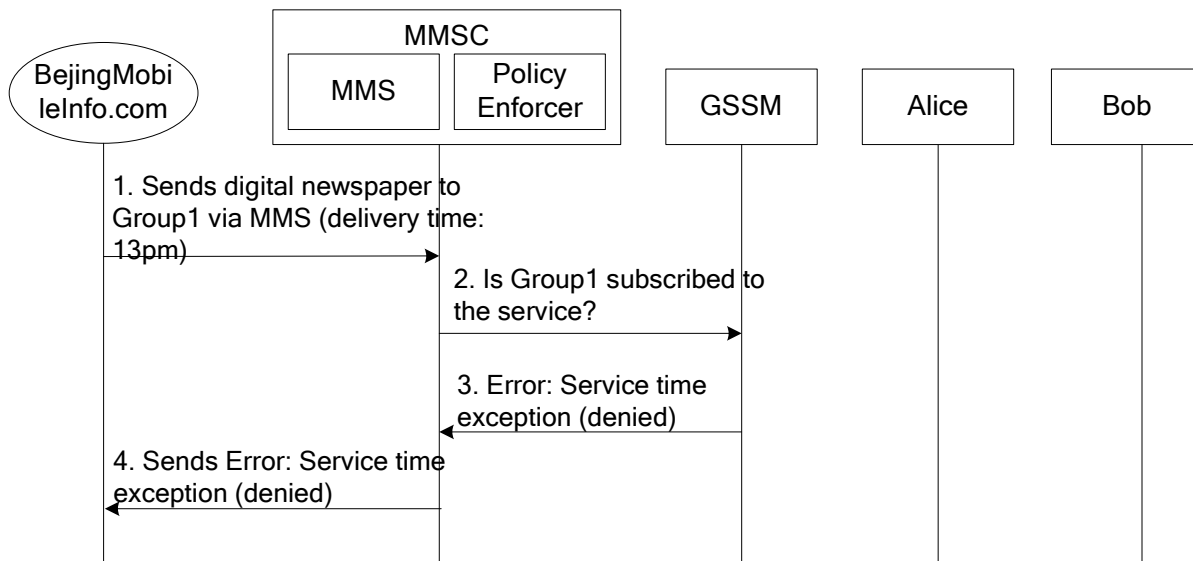 MMSC
BejingMobi
leInfo.com
MMS
Policy
Enforcer
GSSM
Alice
Bob
1. Sends digital newspaper to
Group1 via MMS (delivery time:
13pm)
2. Is Group1 subscribed to
the service?
3. Error: Service time
exception (denied)
4. Sends Error: Service time
exception (denied)